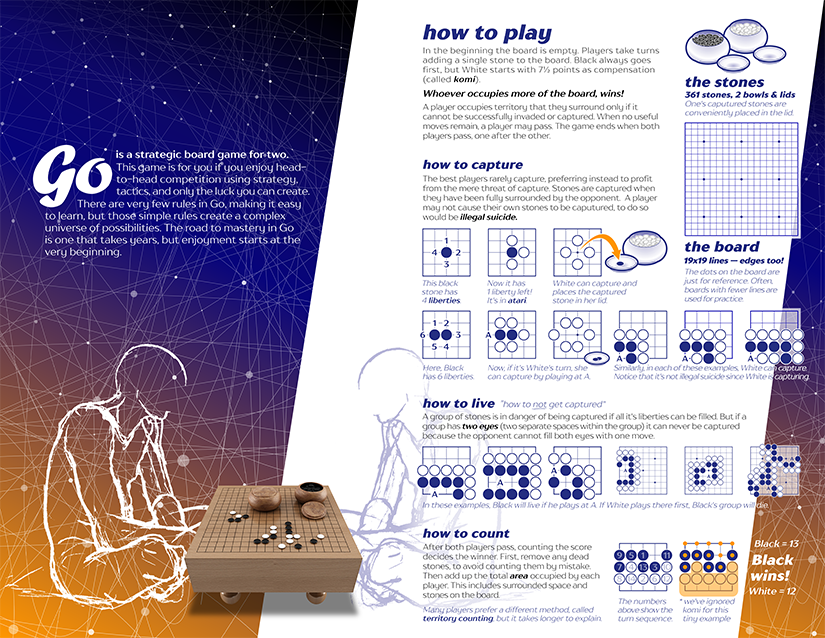 Go is a strategic board game for two.
This game is for you if you enjoy head-
to-head competition using strategy,
tactics, and only the luck you can create.
There are very few rules in Go, making it easy
to learn, but those simple rules create a complex
universe of possibilities. The road to mastery in Go
is one that takes years, but enjoyment starts at the
very beginning.
how to play
In the beginning the board is empty. Players take turns
adding a single stone to the board. Black always goes
first, but White starts with 7½ points as compensation
(called komi).
Whoever occupies more of the board, wins!
A player occupies territory that they surround only if it
cannot be successfully invaded or captured. When no useful
moves remain, a player may pass. The game ends when both
players pass, one after the other.
the stones
361 stones, 2 bowls & lids
One's caputured stones are
conveniently placed in the lid.
the board
19x19 lines — edges too!
The dots on the board are
just for reference. Often,
boards with fewer lines are
used for practice.
how to capture
The best players rarely capture, preferring instead to profit
from the mere threat of capture. Stones are captured when
they have been fully surrounded by the opponent. A player
may not cause their own stones to be caputured, to do so
would be illegal suicide.
1
4 2
3
This black
stone has
4 liberties.
Now it has
1 liberty left!
It's in atari.
White can capture and
places the captured
stone in her lid.
1 2
6 3
5 4
Here, Black
has 6 liberties.
A
Now, if it's White's turn, she
can capture by playing at A.
A
A
A
Similarly, in each of these examples, White can capture.
Notice that it's not illegal suicide since White is capturing.
how to live "how to not get captured"
A group of stones is in danger of being captured if all it's liberties can be filled. But if a
group has two eyes (two separate spaces within the group) it can never be captured
because the opponent cannot fill both eyes with one move.
A
A
A
A
A
A
In these examples, Black will live if he plays at A. If White plays there first, Black's group will die.
how to count
After both players pass, counting the score
decides the winner. First, remove any dead
stones, to avoid counting them by mistake.
Then add up the total area occupied by each
player. This includes surrounded space and
stones on the board.
Many players prefer a different method, called
territory counting, but it takes longer to explain.
9 5 1 11
7 4 13 3
8 2 6 12
The numbers
above show the
turn sequence.
* we've ignored
komi for this
tiny example
Black = 13
Black
wins!
White = 12